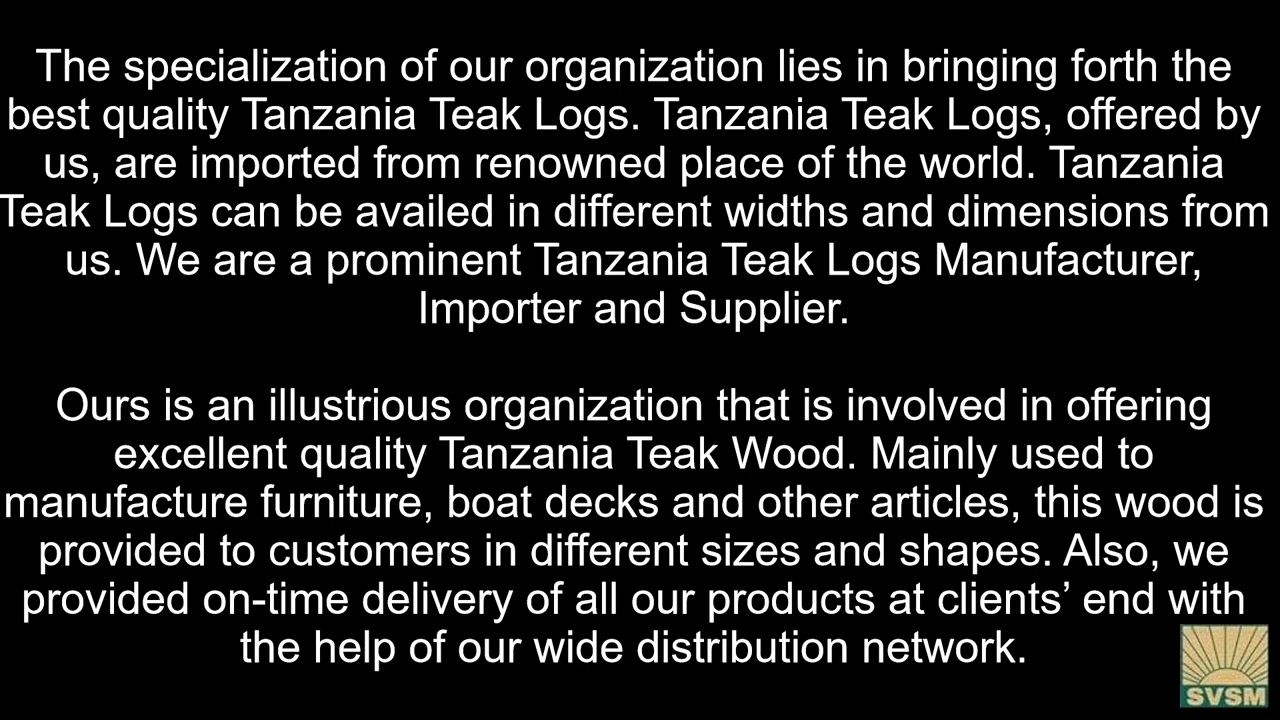 The specialization of our organization lies in bringing forth the
best quality Tanzania Teak Logs. Tanzania Teak Logs, offered by
us, are imported from renowned place of the world. Tanzania
Teak Logs can be availed in different widths and dimensions from
us. We are a prominent Tanzania Teak Logs Manufacturer,
Importer and Supplier.
Ours is an illustrious organization that is involved in offering
excellent quality Tanzania Teak Wood. Mainly used to
manufacture furniture, boat decks and other articles, this wood is
provided to customers in different sizes and shapes. Also, we
provided on-time delivery of all our products at clients’ end with
the help of our wide distribution network.
SVSM